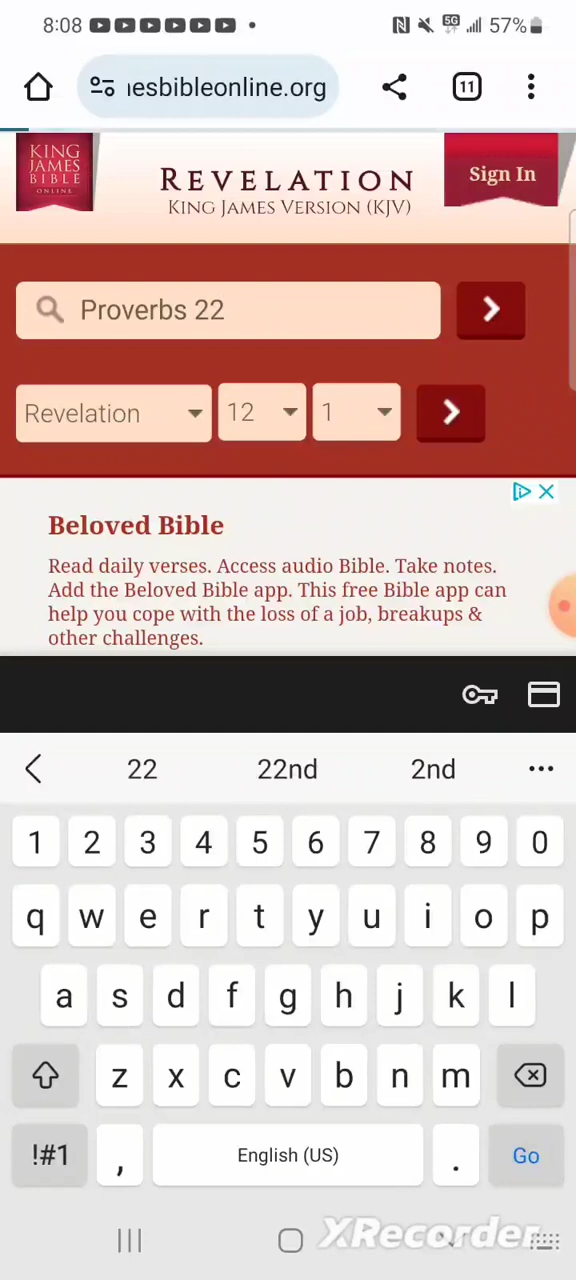 8:08 57%
5G
ıesbibleonline.org
11
KING
JAMES
BIBLE
ONLINE
REVELATION
KING JAMES VERSION (KJV)
Sign In
Proverbs 22
Revelation 12 1
Beloved Bible
Read daily verses. Access audio Bible. Take notes.
Add the Beloved Bible app. This free Bible app can
help you cope with the loss of a job, breakups &
other challenges.
22 22nd 2nd
1 2 3 4 5 6 7 8 9 0
q w e r t y u i o p
a s d f g h j k l
z x c v b n m
!#1 , English (US) . Go
XRecorder